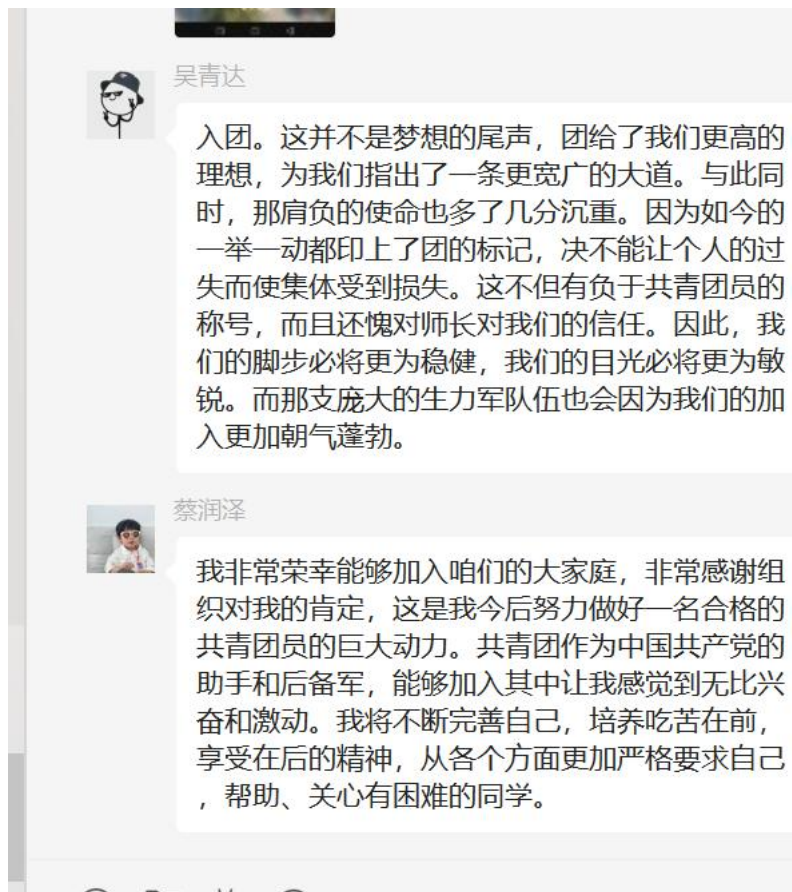 吴青达
入团。这并不是梦想的尾声，团给了我们更高的
理想，为我们指出了一条更宽广的大道。与此同
时，那肩负的使命也多了几分沉重。因为如今的
一举一动都印上了团的标记，决不能让个人的过
失而使集体受到损失。这不但有负于共青团员的
称号，而且还愧对师长对我们的信任。因此，我
们的脚步必将更为稳健，我们的目光必将更为敏
锐。而那支庞大的生力军队伍也会因为我们的加
入更加朝气蓬勃。
蔡润泽
我非常荣幸能够加入咱们的大家庭，非常感谢组
织对我的肯定，这是我今后努力做好一名合格的
共青团员的巨大动力。共青团作为中国共产党的
助手和后备军，能够加入其中让我感觉到无比兴
奋和激动。我将不断完善自己，培养吃苦在前，
享受在后的精神，从各个方面更加严格要求自己
，帮助、关心有困难的同学。